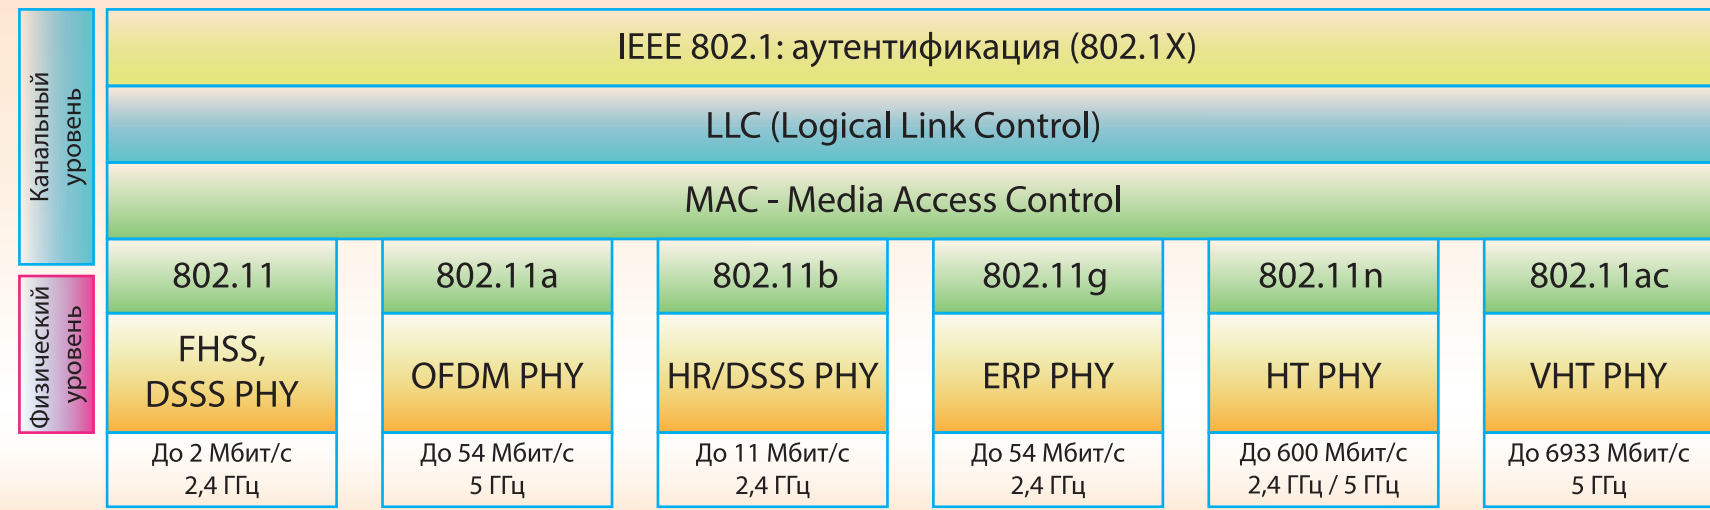 Канальный
уровень
IEEE 802.1: аутентификация (802.1X)
LLC (Logical Link Control)
MAC - Media Access Control
Физический
уровень
802.11
802.11a
802.11b
802.11g
802.11n
802.11ac
FHSS,
DSSS PHY
OFDM PHY
HR/DSSS PHY
ERP PHY
HT PHY
VHT PHY
До 2 Мбит/с
2,4 ГГц
До 54 Мбит/с
5 ГГц
До 11 Мбит/с
2,4 ГГц
До 54 Мбит/с
2,4 ГГц
До 600 Мбит/с
2,4 ГГц / 5 ГГц
До 6933 Мбит/с
5 ГГц